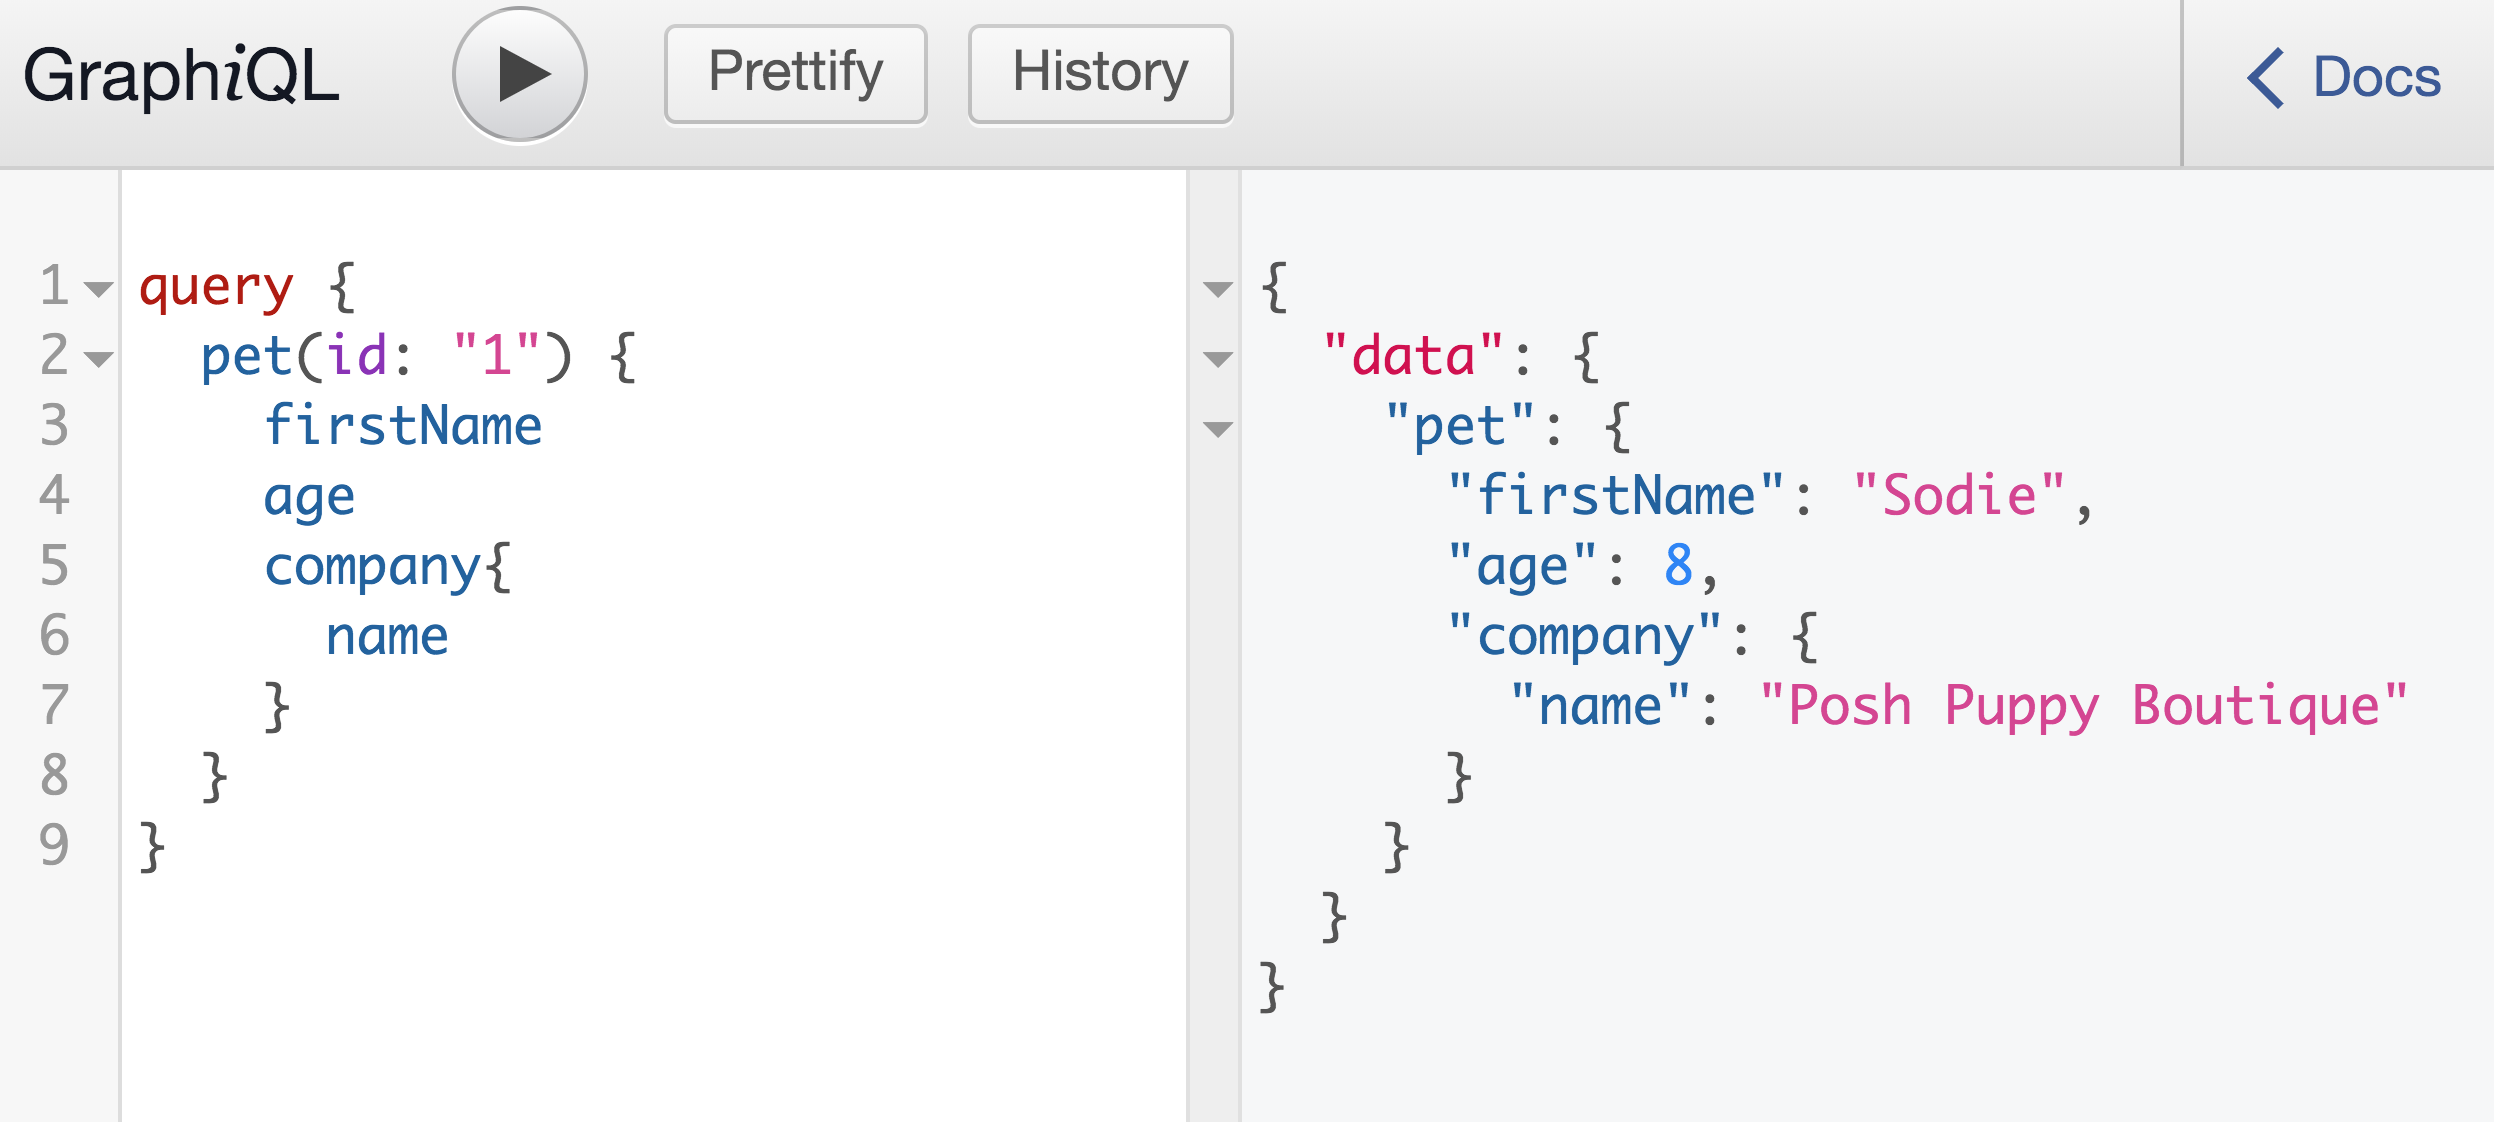 GraphiQL Prettify History Docs
1 query {
2   pet(id: "1") {
3     firstName
4     age
5     company{
6       name
7     }
8   }
9 }
{
  "data": {
    "pet": {
      "firstName": "Sodie",
      "age": 8,
      "company": {
        "name": "Posh Puppy Boutique"
      }
    }
  }
}